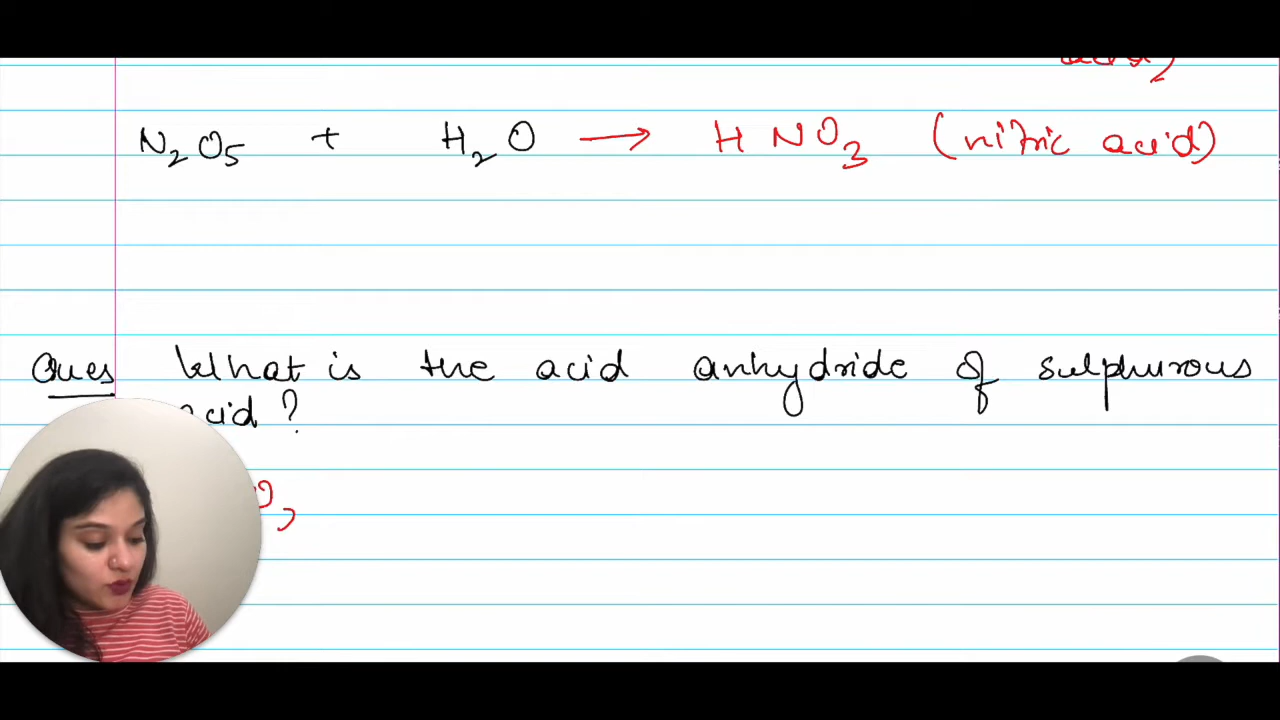 N₂O₅ + H₂O → HNO₃ (nitric acid)
Ques What is the acid anhydride of sulphurous
acid?